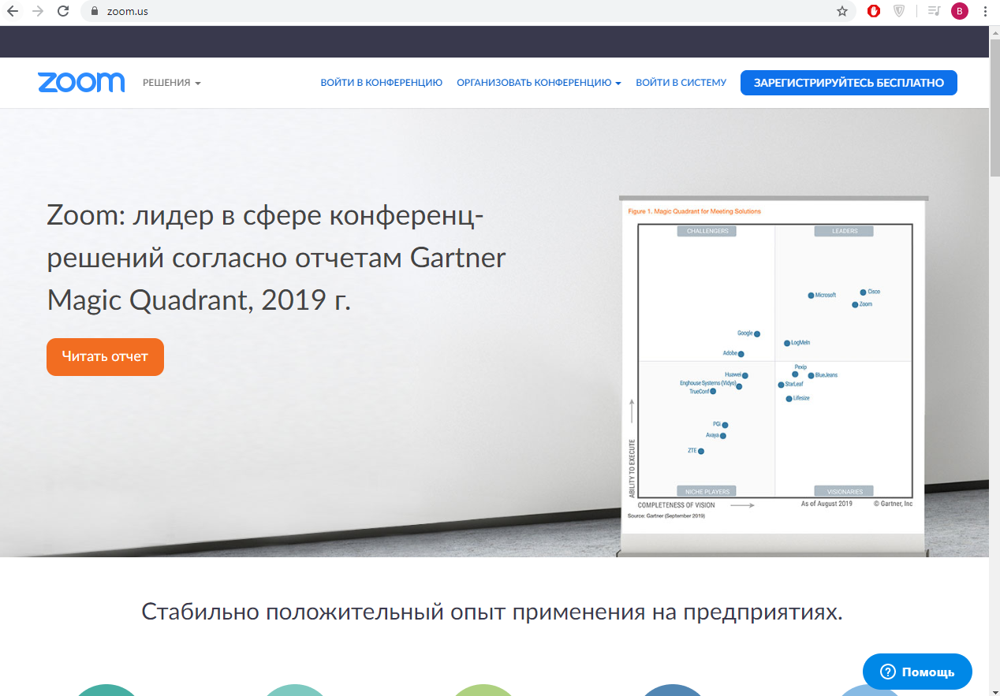 zoom.us
B
zoom
РЕШЕНИЯ
ВОЙТИ В КОНФЕРЕНЦИЮ
ОРГАНИЗОВАТЬ КОНФЕРЕНЦИЮ
ВОЙТИ В СИСТЕМУ
ЗАРЕГИСТРИРУЙТЕСЬ БЕСПЛАТНО
Zoom: лидер в сфере конференц-
решений согласно отчетам Gartner
Magic Quadrant, 2019 г.
Читать отчет
Figure 1. Magic Quadrant for Meeting Solutions
CHALLENGERS
LEADERS
Microsoft
Cisco
Zoom
Google
LogMeIn
Adobe
Pexip
Huawei
BlueJeans
Enghouse Systems (Vidyo)
StarLeaf
TrueConf
Lifesize
PGi
Avaya
ZTE
NICHE PLAYERS
VISIONARIES
ABILITY TO EXECUTE
COMPLETENESS OF VISION
As of August 2019
© Gartner, Inc
Source: Gartner (September 2019)
Стабильно положительный опыт применения на предприятиях.
Помощь